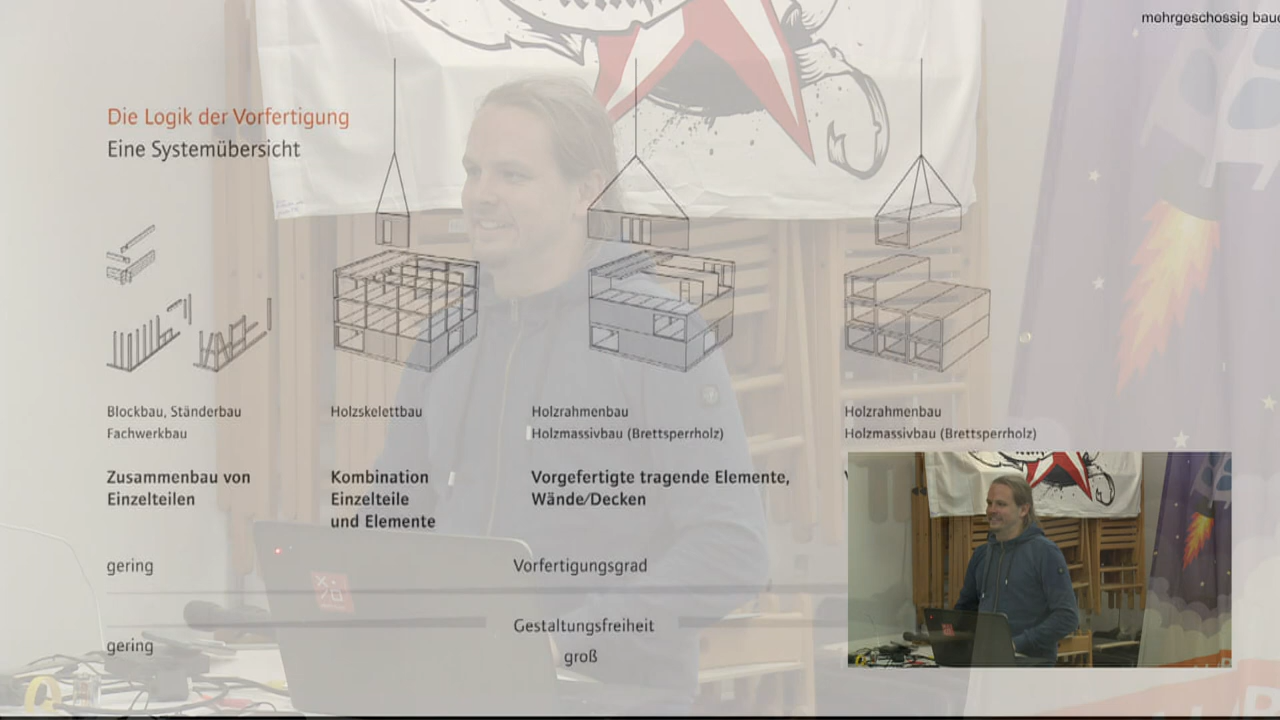 mehrgeschossig baue
Die Logik der Vorfertigung
Eine Systemübersicht
Blockbau, Ständerbau
Fachwerkbau
Holzskelettbau
Holzrahmenbau
Holzmassivbau (Brettsperrholz)
Holzrahmenbau
Holzmassivbau (Brettsperrholz)
Zusammenbau von
Einzelteilen
Kombination
Einzelteile
und Elemente
Vorgefertigte tragende Elemente,
Wände/Decken
gering
Vorfertigungsgrad
Gestaltungsfreiheit
gering
groß